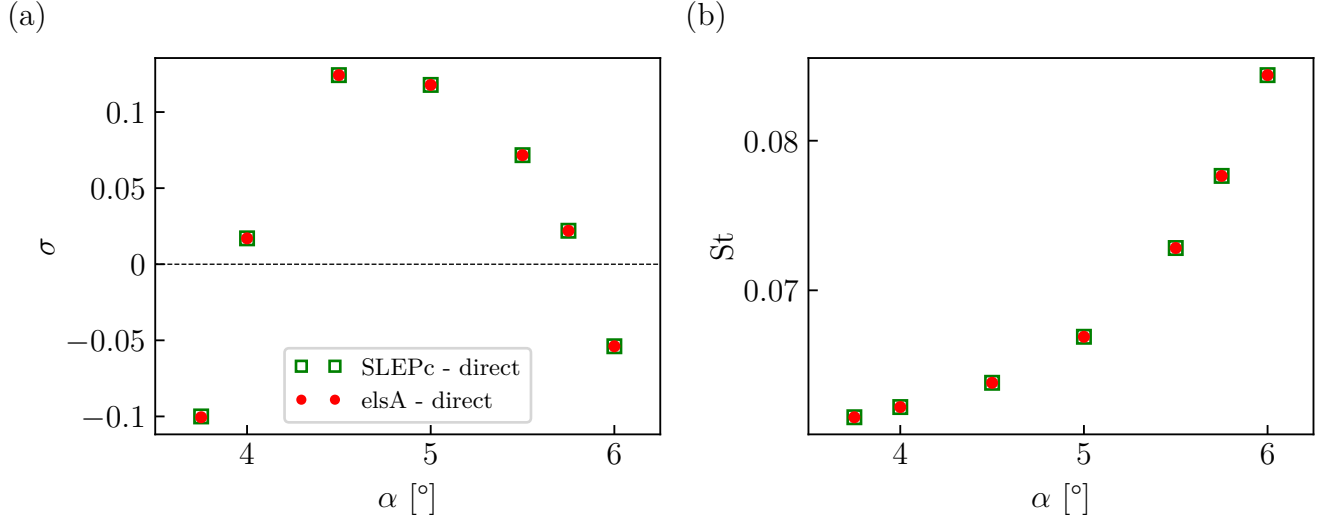 (a)
0.1
0.05
0
−0.05
−0.1
σ
4
5
6
α [°]
SLEPc - direct
elsA - direct
(b)
0.08
0.07
St
4
5
6
α [°]